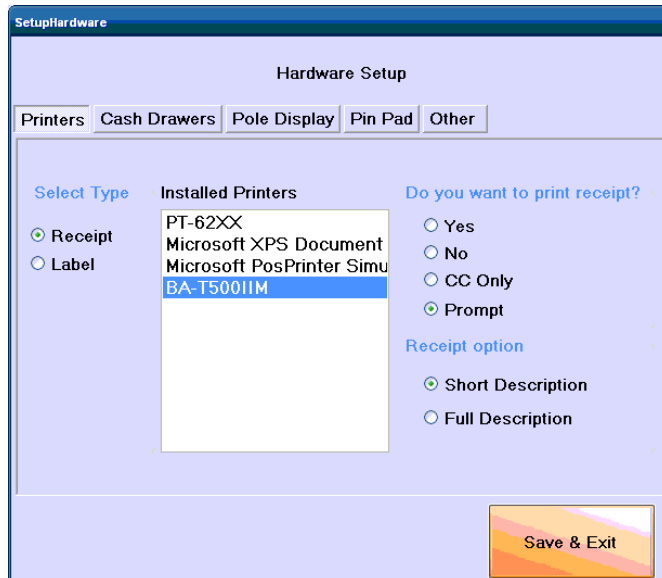 SetupHardware
Hardware Setup
Printers Cash Drawers Pole Display Pin Pad Other
Select Type
Receipt
Label
Installed Printers
PT-62XX
Microsoft XPS Document
Microsoft PosPrinter Simu
BA-T500IIM
Do you want to print receipt?
Yes
No
CC Only
Prompt
Receipt option
Short Description
Full Description
Save & Exit